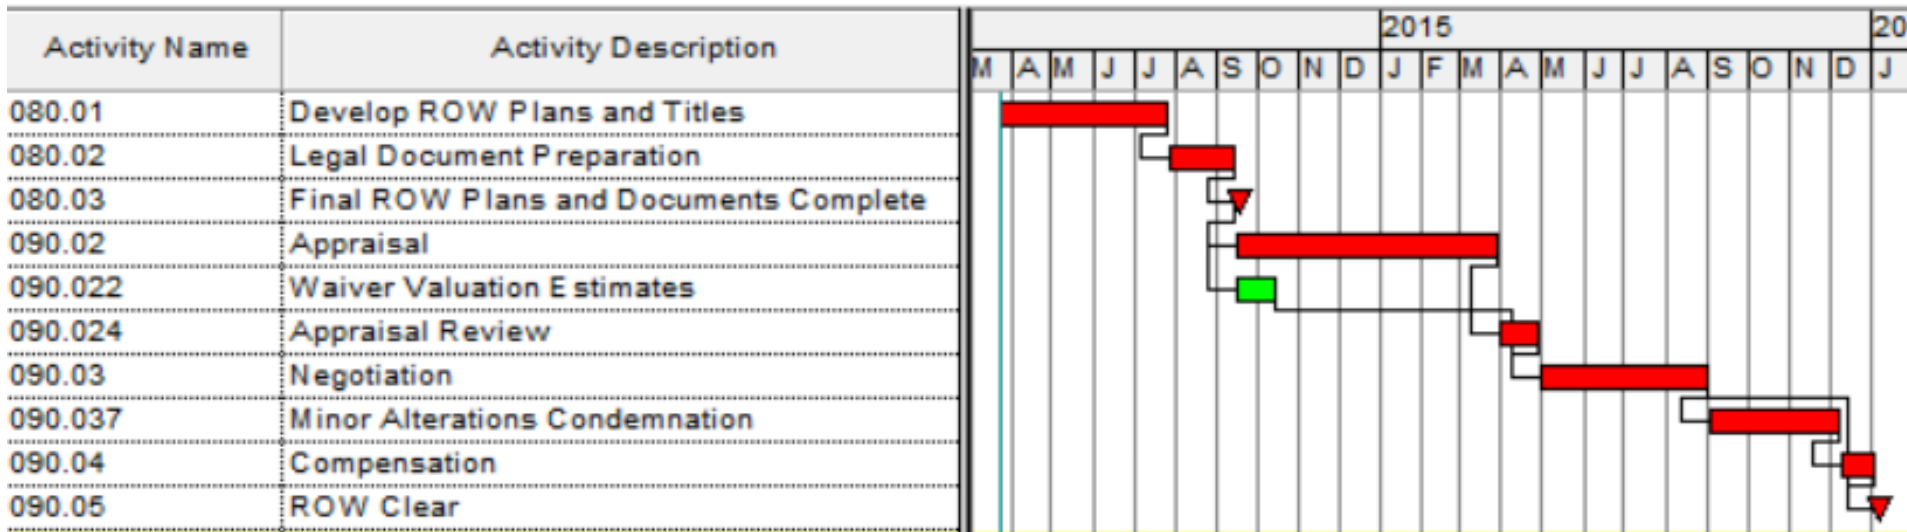 Activity Name Activity Description 2015 20
M A M J J A S O N D J F M A M J J A S O N D J
080.01 Develop ROW Plans and Titles
080.02 Legal Document Preparation
080.03 Final ROW Plans and Documents Complete
090.02 Appraisal
090.022 Waiver Valuation Estimates
090.024 Appraisal Review
090.03 Negotiation
090.037 Minor Alterations Condemnation
090.04 Compensation
090.05 ROW Clear